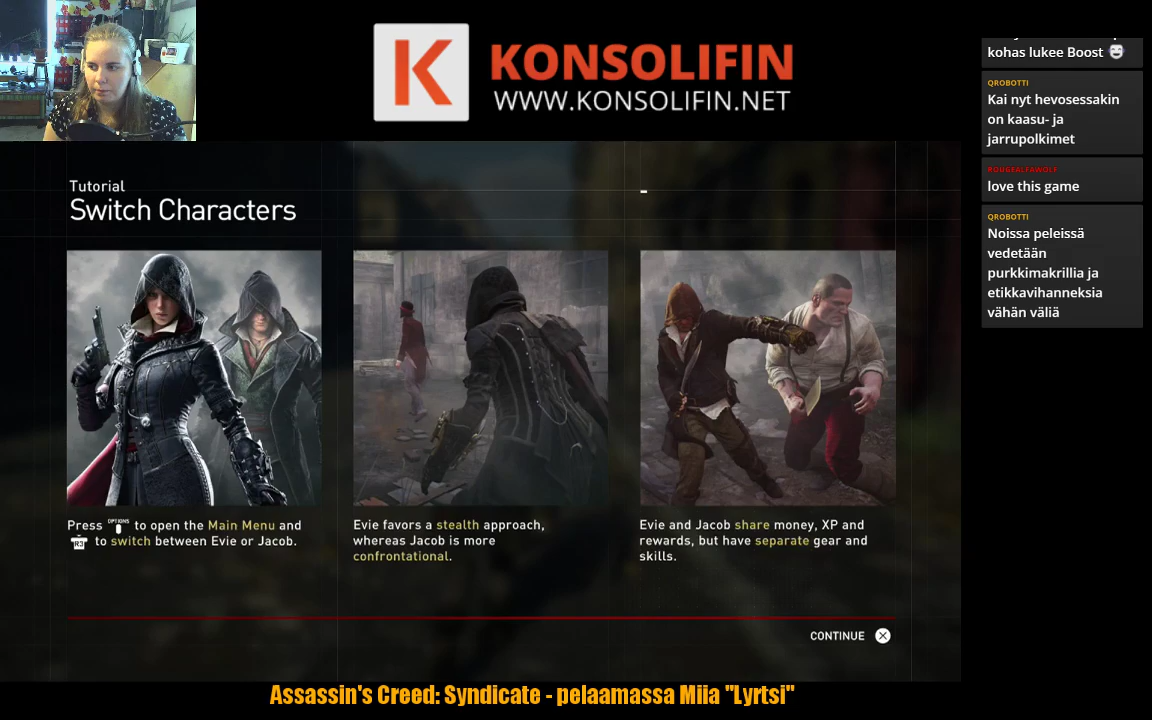 K KONSOLIFIN
WWW.KONSOLIFIN.NET
kohas lukee Boost
QROBOTTI
Kai nyt hevosessakin
on kaasu- ja
jarrupolkimet
ROUGEALFAWOLF
love this game
QROBOTTI
Noissa peleissä
vedetään
purkkimakrillia ja
etikkavihanneksia
vähän väliä
Tutorial
Switch Characters
Press OPTIONS to open the Main Menu and
R3 to switch between Evie or Jacob.
Evie favors a stealth approach,
whereas Jacob is more
confrontational.
Evie and Jacob share money, XP and
rewards, but have separate gear and
skills.
CONTINUE
Assassin's Creed: Syndicate - pelaamassa Miia "Lyrtsi"